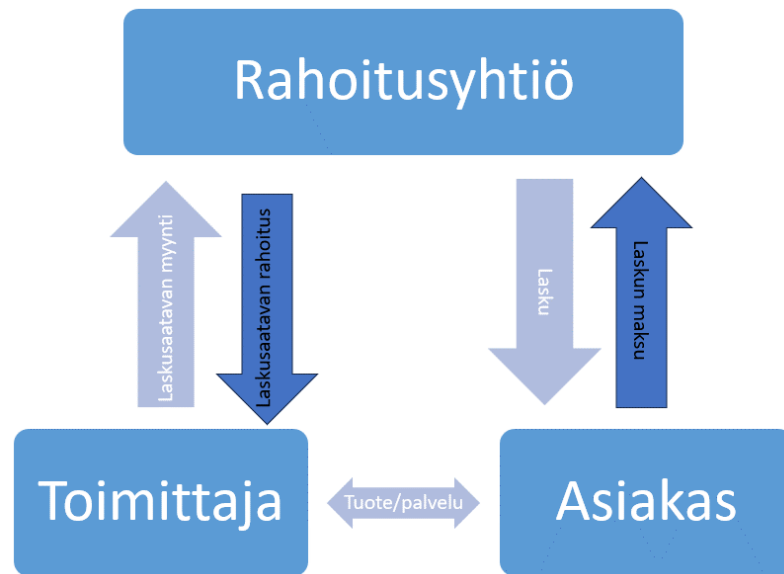 Rahoitusyhtiö
Laskusaatavan myynti
Laskusaatavan rahoitus
Lasku
Laskun maksu
Toimittaja
Tuote/palvelu
Asiakas